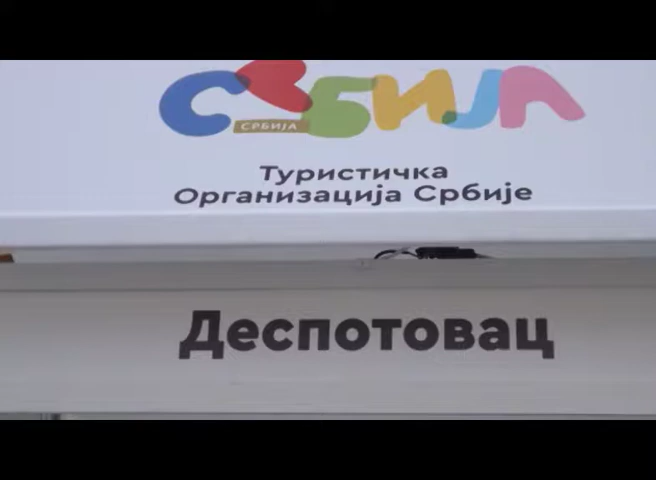 СРБИЈА
СРБИЈА
Туристичка
Организација Србије
Деспотовац